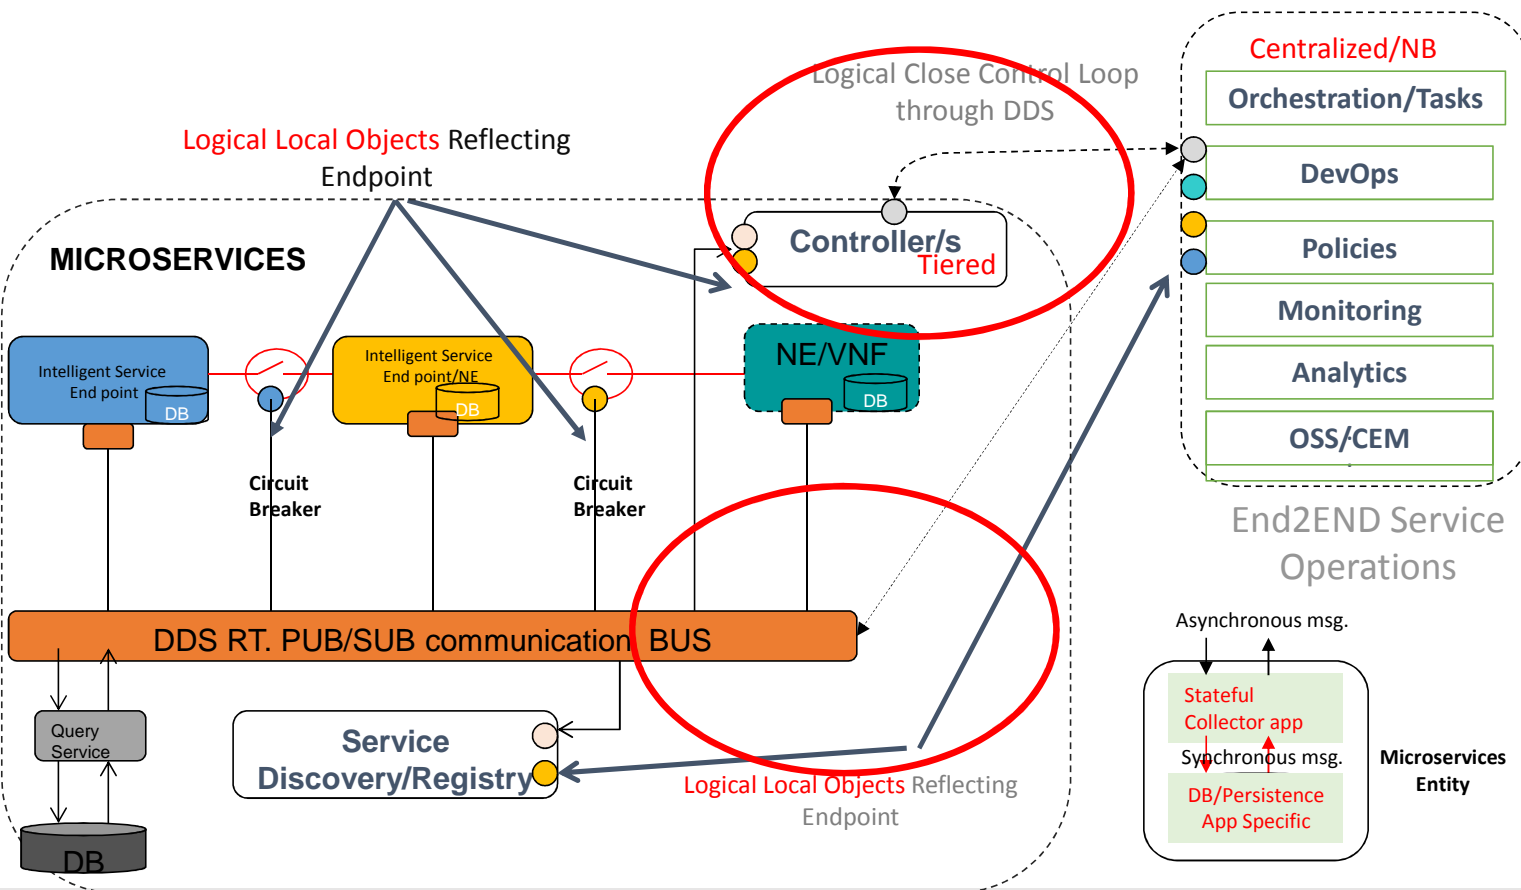 Centralized/NB
Orchestration/Tasks
DevOps
Policies
Monitoring
Analytics
OSS/CEM
End2END Service
Operations
Logical Close Control Loop
through DDS
Logical Local Objects Reflecting
Endpoint
MICROSERVICES
Controller/s
Tiered
Intelligent Service
End point
DB
Intelligent Service
End point/NE
DB
NE/VNF
DB
Circuit
Breaker
Circuit
Breaker
DDS RT. PUB/SUB communication BUS
Query
Service
DB
Service
Discovery/Registry
Logical Local Objects Reflecting
Endpoint
Asynchronous msg.
Stateful
Collector app
Synchronous msg.
DB/Persistence
App Specific
Microservices
Entity